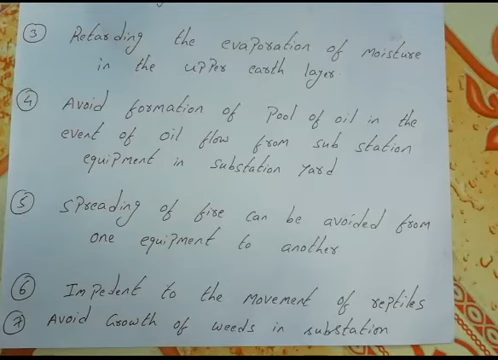 ③ Retarding the evaporation of moisture
in the upper earth layer.
④ Avoid formation of Pool of oil in the
event of oil flow from sub station
equipment in substation yard
⑤ spreading of fire can be avoided from
one equipment to another
⑥ Impedent to the movement of reptiles
⑦ Avoid Growth of weeds in substation